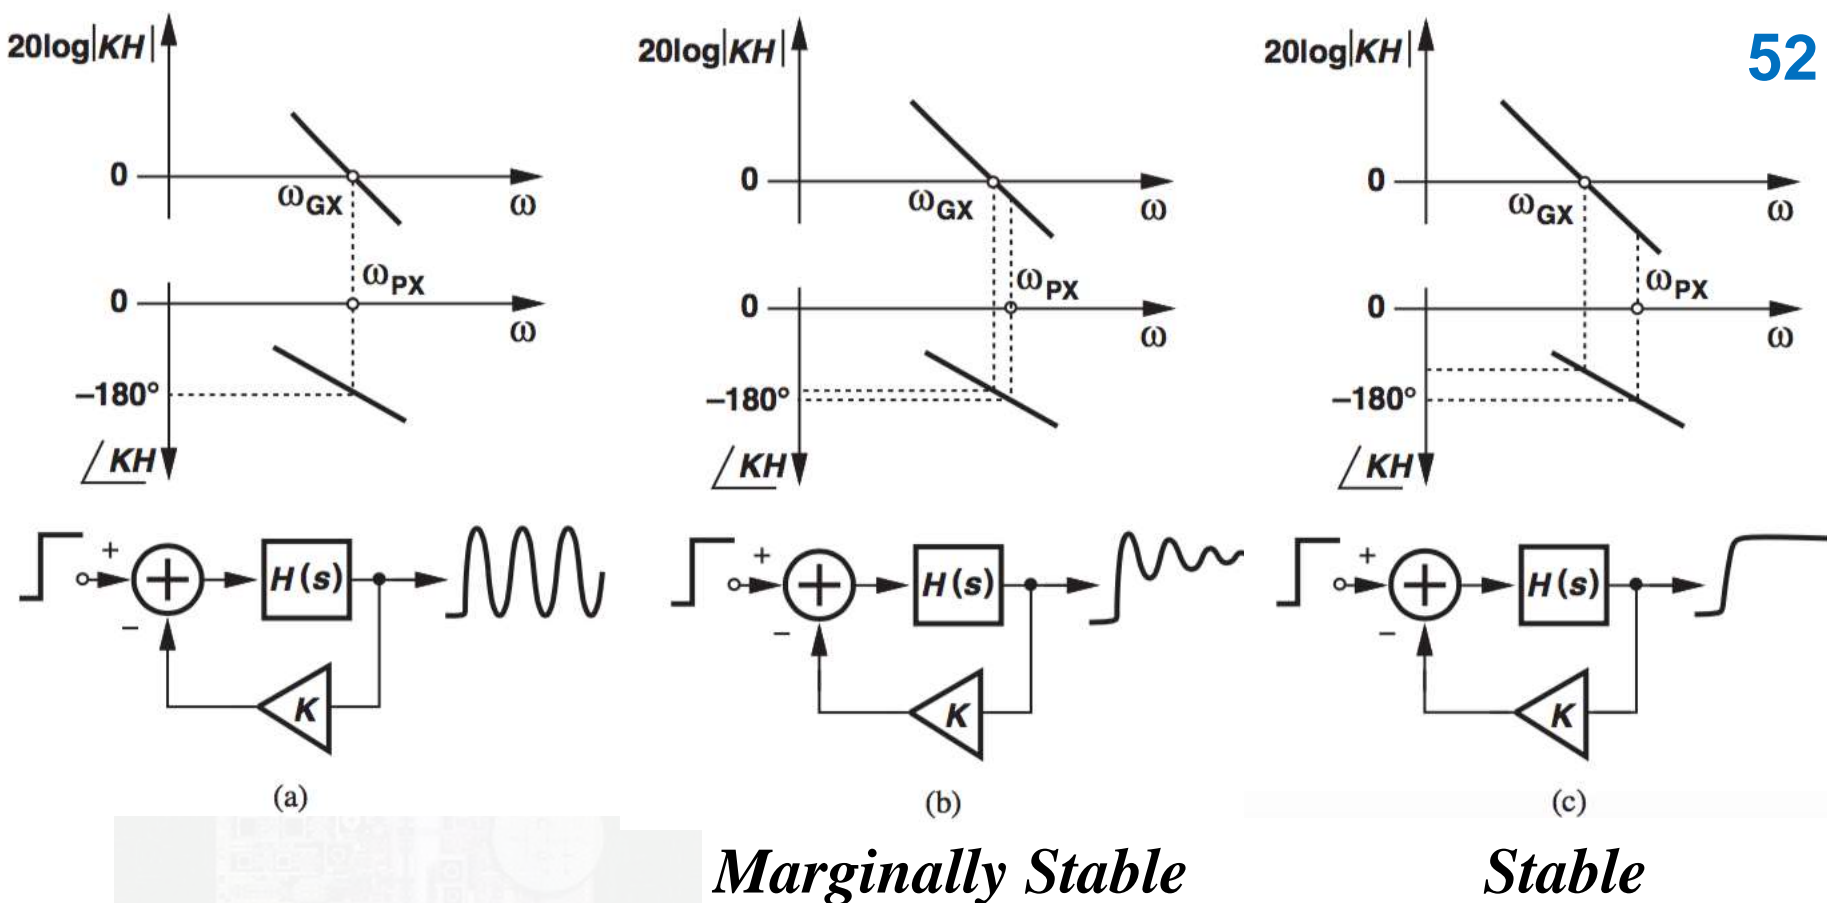 52
20log|KH|
0
ωGX
ω
ωPX
0
ω
–180°
∠KH
+
–
+
H(s)
K
(a)
20log|KH|
0
ωGX
ω
ωPX
0
ω
–180°
∠KH
+
–
+
H(s)
K
(b)
Marginally Stable
20log|KH|
0
ωGX
ω
ωPX
0
ω
–180°
∠KH
+
–
+
H(s)
K
(c)
Stable